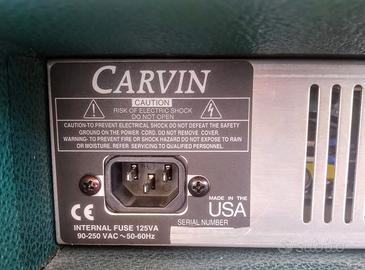 CARVIN
CAUTION
RISK OF ELECTRIC SHOCK
DO NOT OPEN
CAUTION-TO PREVENT ELECTRICAL SHOCK DO NOT DEFEAT THE SAFETY
GROUND ON THE POWER CORD. DO NOT REMOVE COVER.
WARNING- TO PREVENT FIRE OR SHOCK HAZARD DO NOT EXPOSE TO RAIN
OR MOISTURE. REFER SERVICING TO QUALIFIED PERSONNEL.
MADE IN THE
USA
CE
INTERNAL FUSE 125VA
90-250 VAC ~50-60Hz
SERIAL NUMBER
subito